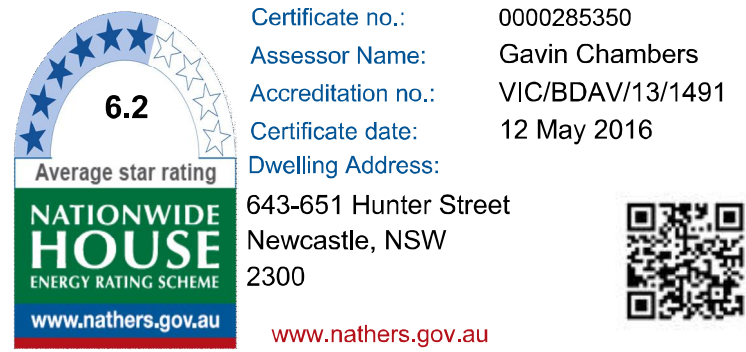 6.2
Average star rating
NATIONWIDE
HOUSE
ENERGY RATING SCHEME
www.nathers.gov.au
Certificate no.: 0000285350
Assessor Name: Gavin Chambers
Accreditation no.: VIC/BDAV/13/1491
Certificate date: 12 May 2016
Dwelling Address:
643-651 Hunter Street
Newcastle, NSW
2300
www.nathers.gov.au